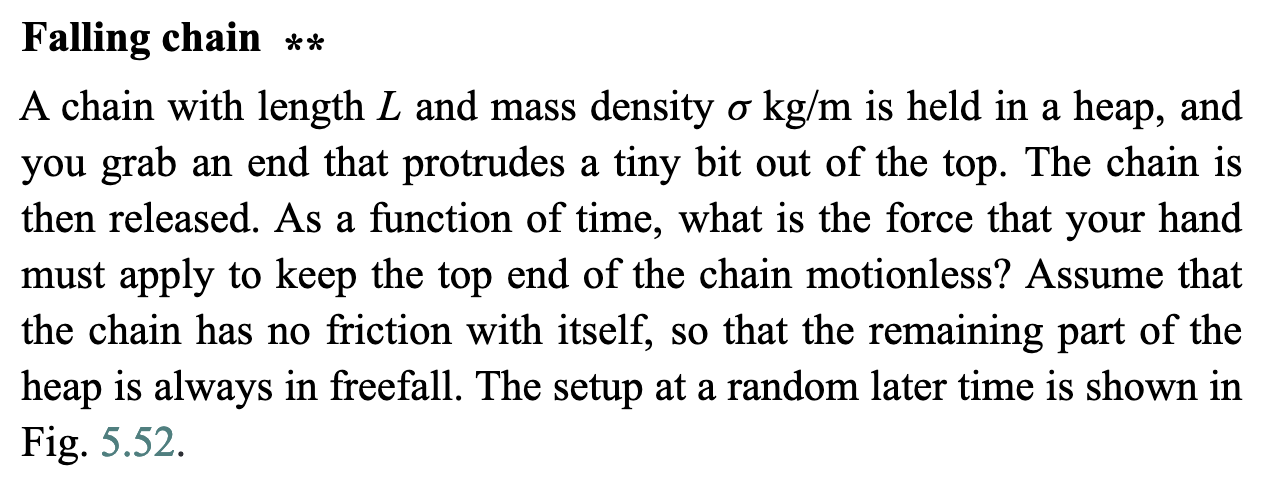 Falling chain **
A chain with length L and mass density σ kg/m is held in a heap, and
you grab an end that protrudes a tiny bit out of the top. The chain is
then released. As a function of time, what is the force that your hand
must apply to keep the top end of the chain motionless? Assume that
the chain has no friction with itself, so that the remaining part of the
heap is always in freefall. The setup at a random later time is shown in
Fig. 5.52.